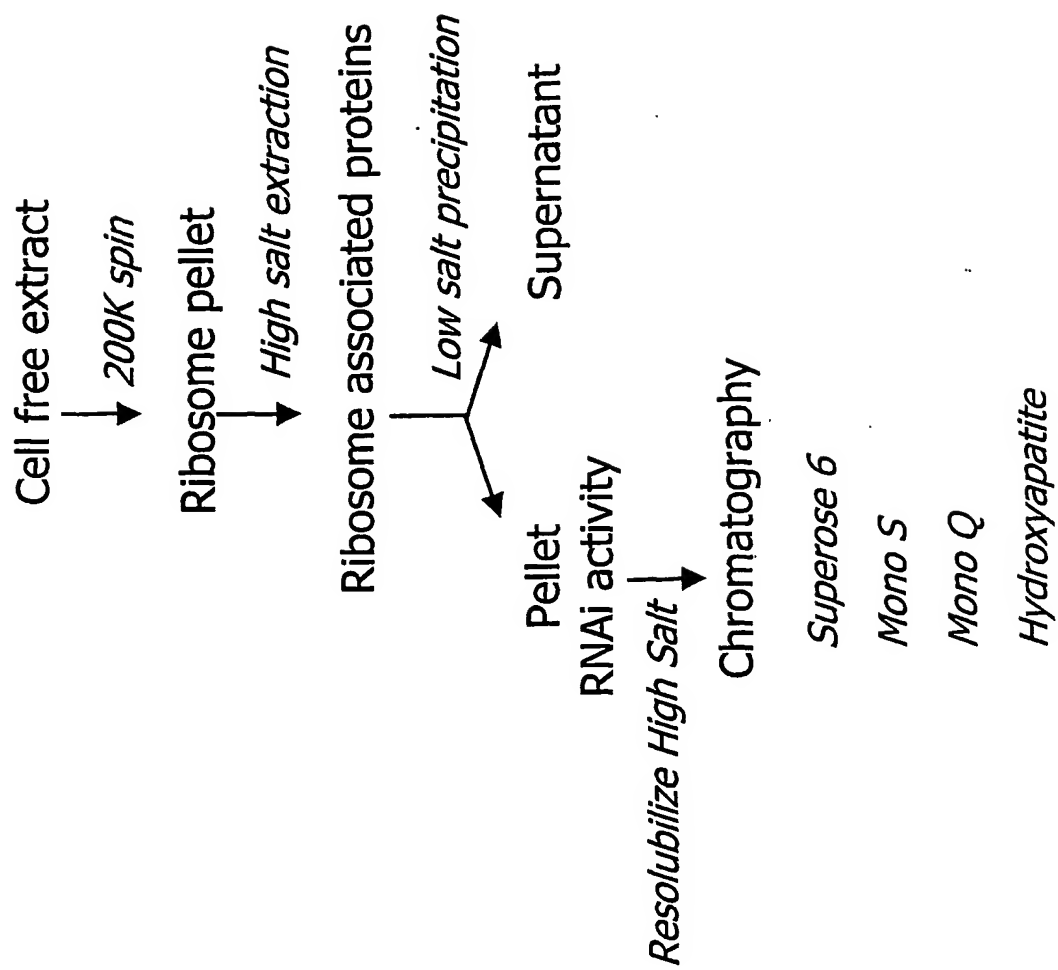 Cell free extract
200K spin
Ribosome pellet
High salt extraction
Ribosome associated proteins
Low salt precipitation
Supernatant
Pellet
RNAi activity
Resolubilize High Salt
Chromatography
Superose 6
Mono S
Mono Q
Hydroxyapatite